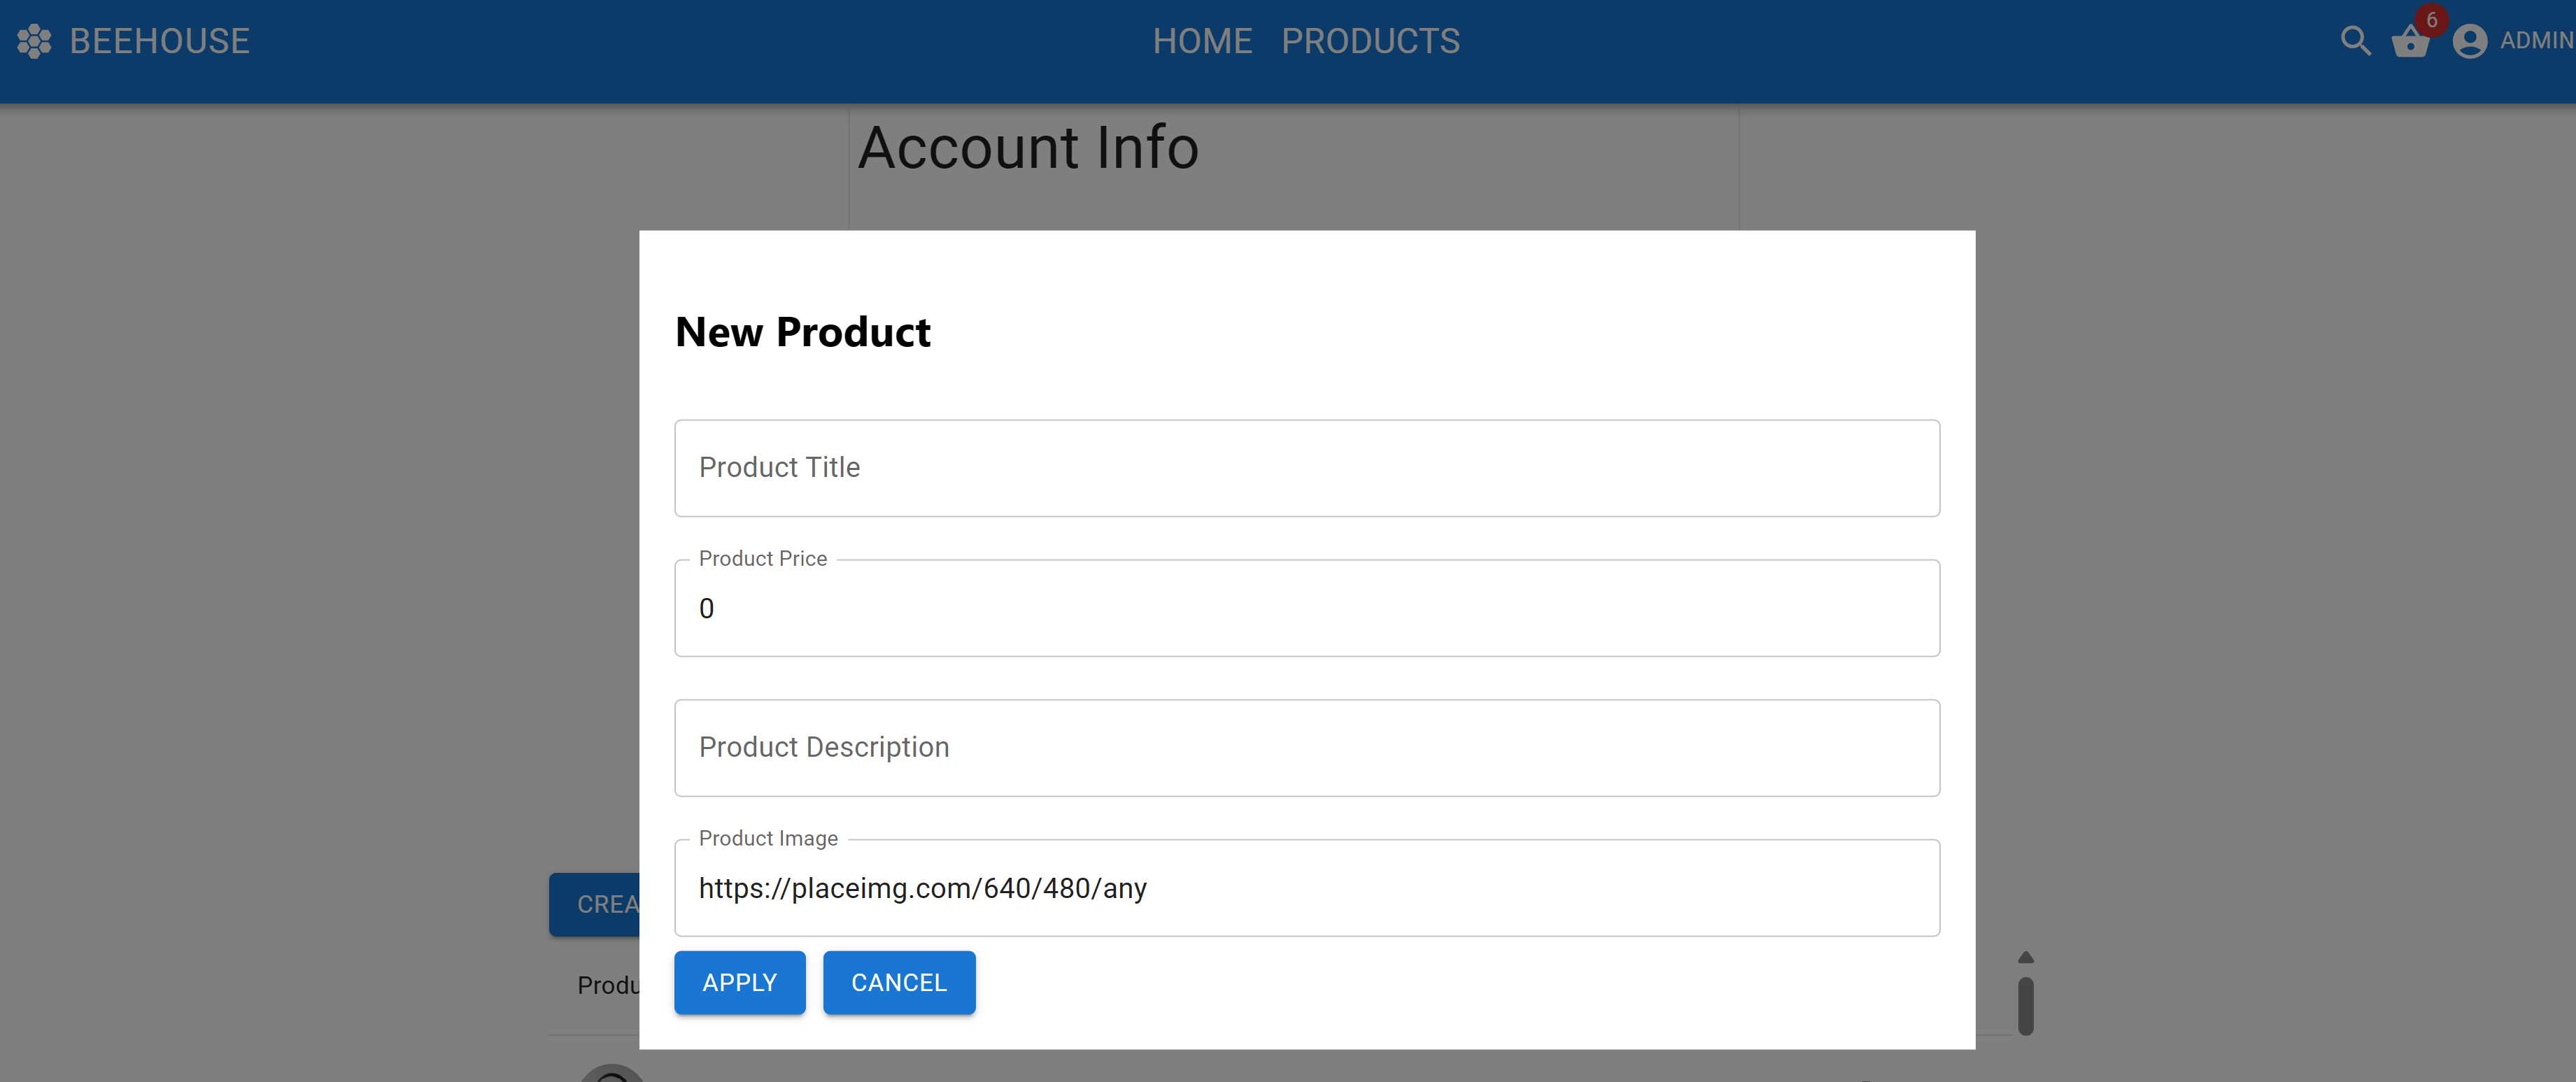 BEEHOUSE
HOME PRODUCTS
6
ADMIN
Account Info
New Product
Product Title
Product Price
0
Product Description
Product Image
https://placeimg.com/640/480/any
CREA
APPLY CANCEL
Produ